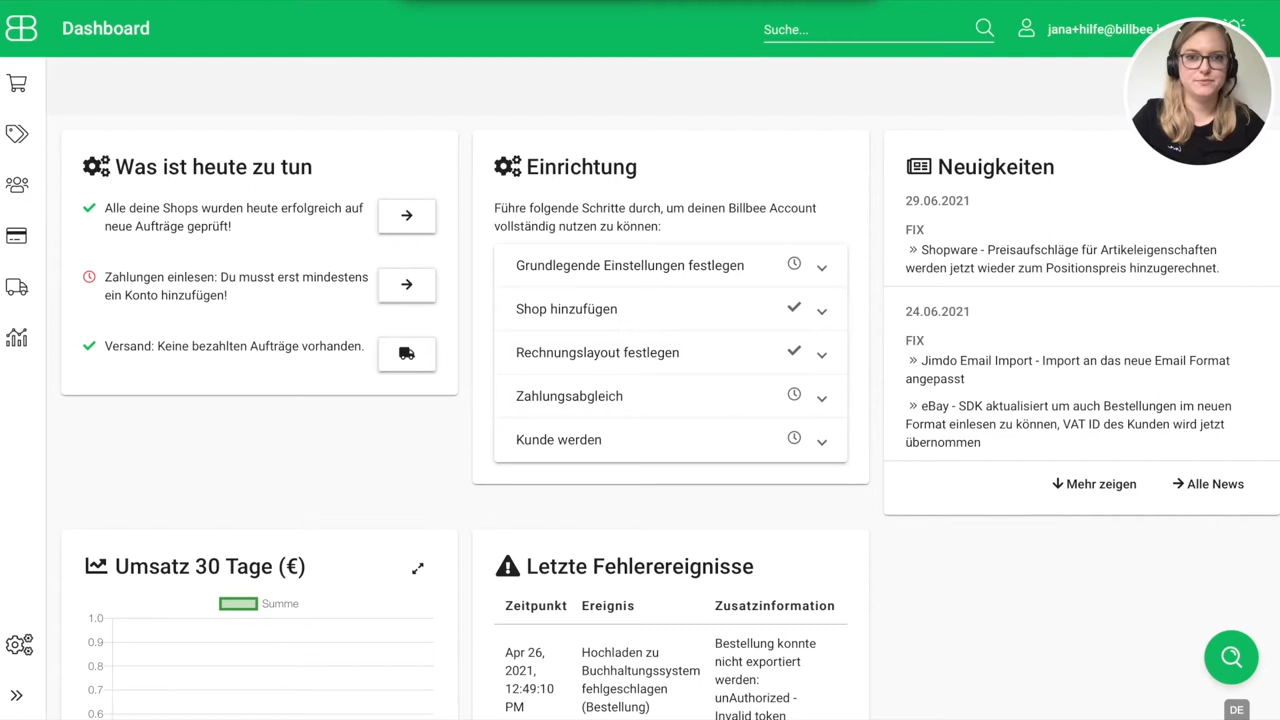 Dashboard
Suche...
jana+hilfe@billbee.i
Was ist heute zu tun
Alle deine Shops wurden heute erfolgreich auf
neue Aufträge geprüft!
Zahlungen einlesen: Du musst erst mindestens
ein Konto hinzufügen!
Versand: Keine bezahlten Aufträge vorhanden.
Einrichtung
Führe folgende Schritte durch, um deinen Billbee Account
vollständig nutzen zu können:
Grundlegende Einstellungen festlegen
Shop hinzufügen
Rechnungslayout festlegen
Zahlungsabgleich
Kunde werden
Neuigkeiten
29.06.2021
FIX
» Shopware - Preisaufschläge für Artikeleigenschaften
werden jetzt wieder zum Positionspreis hinzugerechnet.
24.06.2021
FIX
» Jimdo Email Import - Import an das neue Email Format
angepasst
» eBay - SDK aktualisiert um auch Bestellungen im neuen
Format einlesen zu können, VAT ID des Kunden wird jetzt
übernommen
Mehr zeigen
Alle News
Umsatz 30 Tage (€)
Summe
1.0
0.9
0.8
0.7
0.6
Letzte Fehlerereignisse
Zeitpunkt Ereignis Zusatzinformation
Apr 26,
2021,
12:49:10
PM
Hochladen zu
Buchhaltungssystem
fehlgeschlagen
(Bestellung)
Bestellung konnte
nicht exportiert
werden:
unAuthorized -
Invalid token
DE